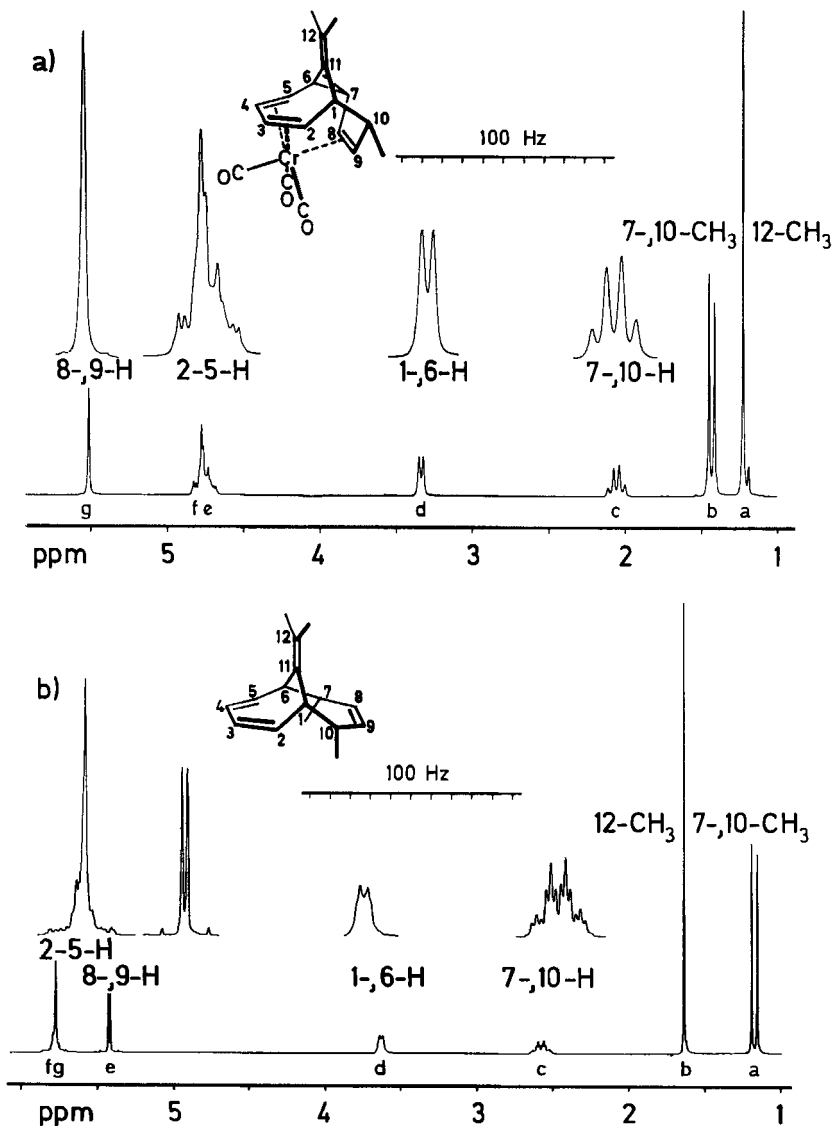 a)
12
11
6
5
7
4
1
10
3
2
8
9
Cr
OC
C
O
C
O
100 Hz
7-,10-CH₃
12-CH₃
8-,9-H
2-5-H
1-,6-H
7-,10-H
g
f e
d
c
b
a
ppm
5
4
3
2
1
b)
12
11
5
6
7
8
4
3
1
9
2
10
100 Hz
12-CH₃
7-,10-CH₃
2-5-H
8-,9-H
1-,6-H
7-,10-H
fg
e
d
c
b
a
ppm
5
4
3
2
1